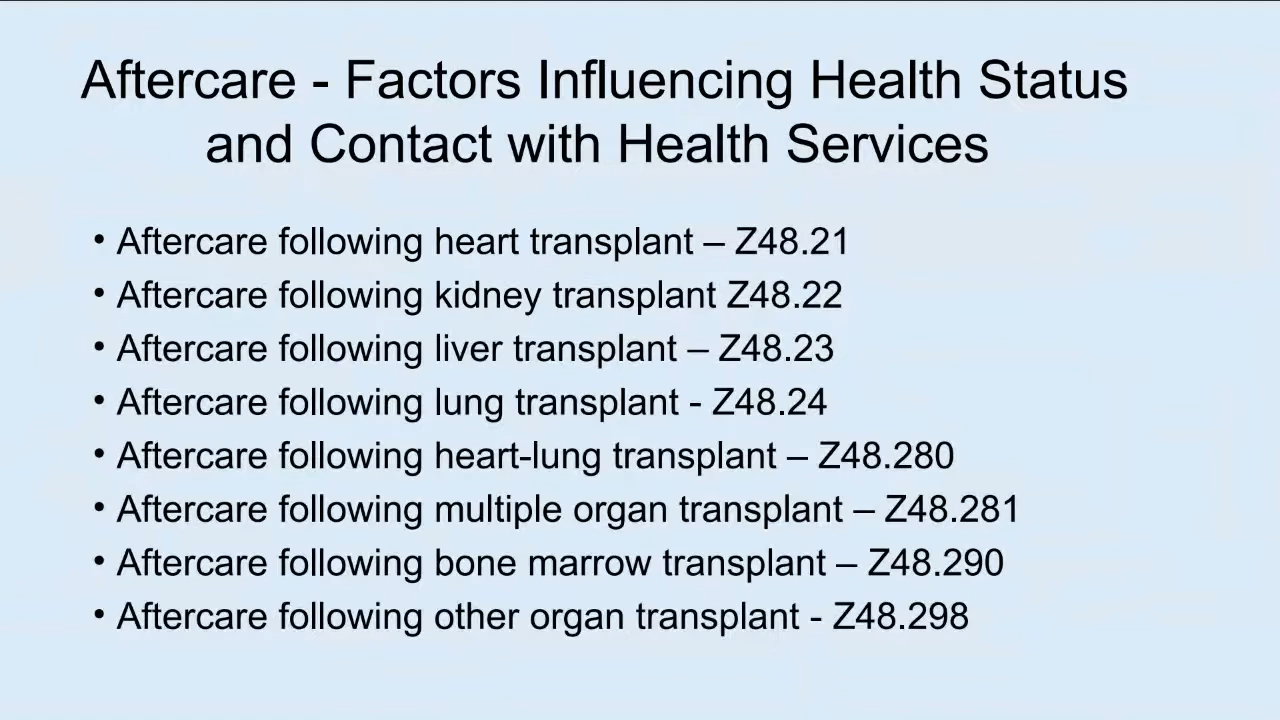 Aftercare - Factors Influencing Health Status
and Contact with Health Services
• Aftercare following heart transplant – Z48.21
• Aftercare following kidney transplant Z48.22
• Aftercare following liver transplant – Z48.23
• Aftercare following lung transplant - Z48.24
• Aftercare following heart-lung transplant – Z48.280
• Aftercare following multiple organ transplant – Z48.281
• Aftercare following bone marrow transplant – Z48.290
• Aftercare following other organ transplant - Z48.298